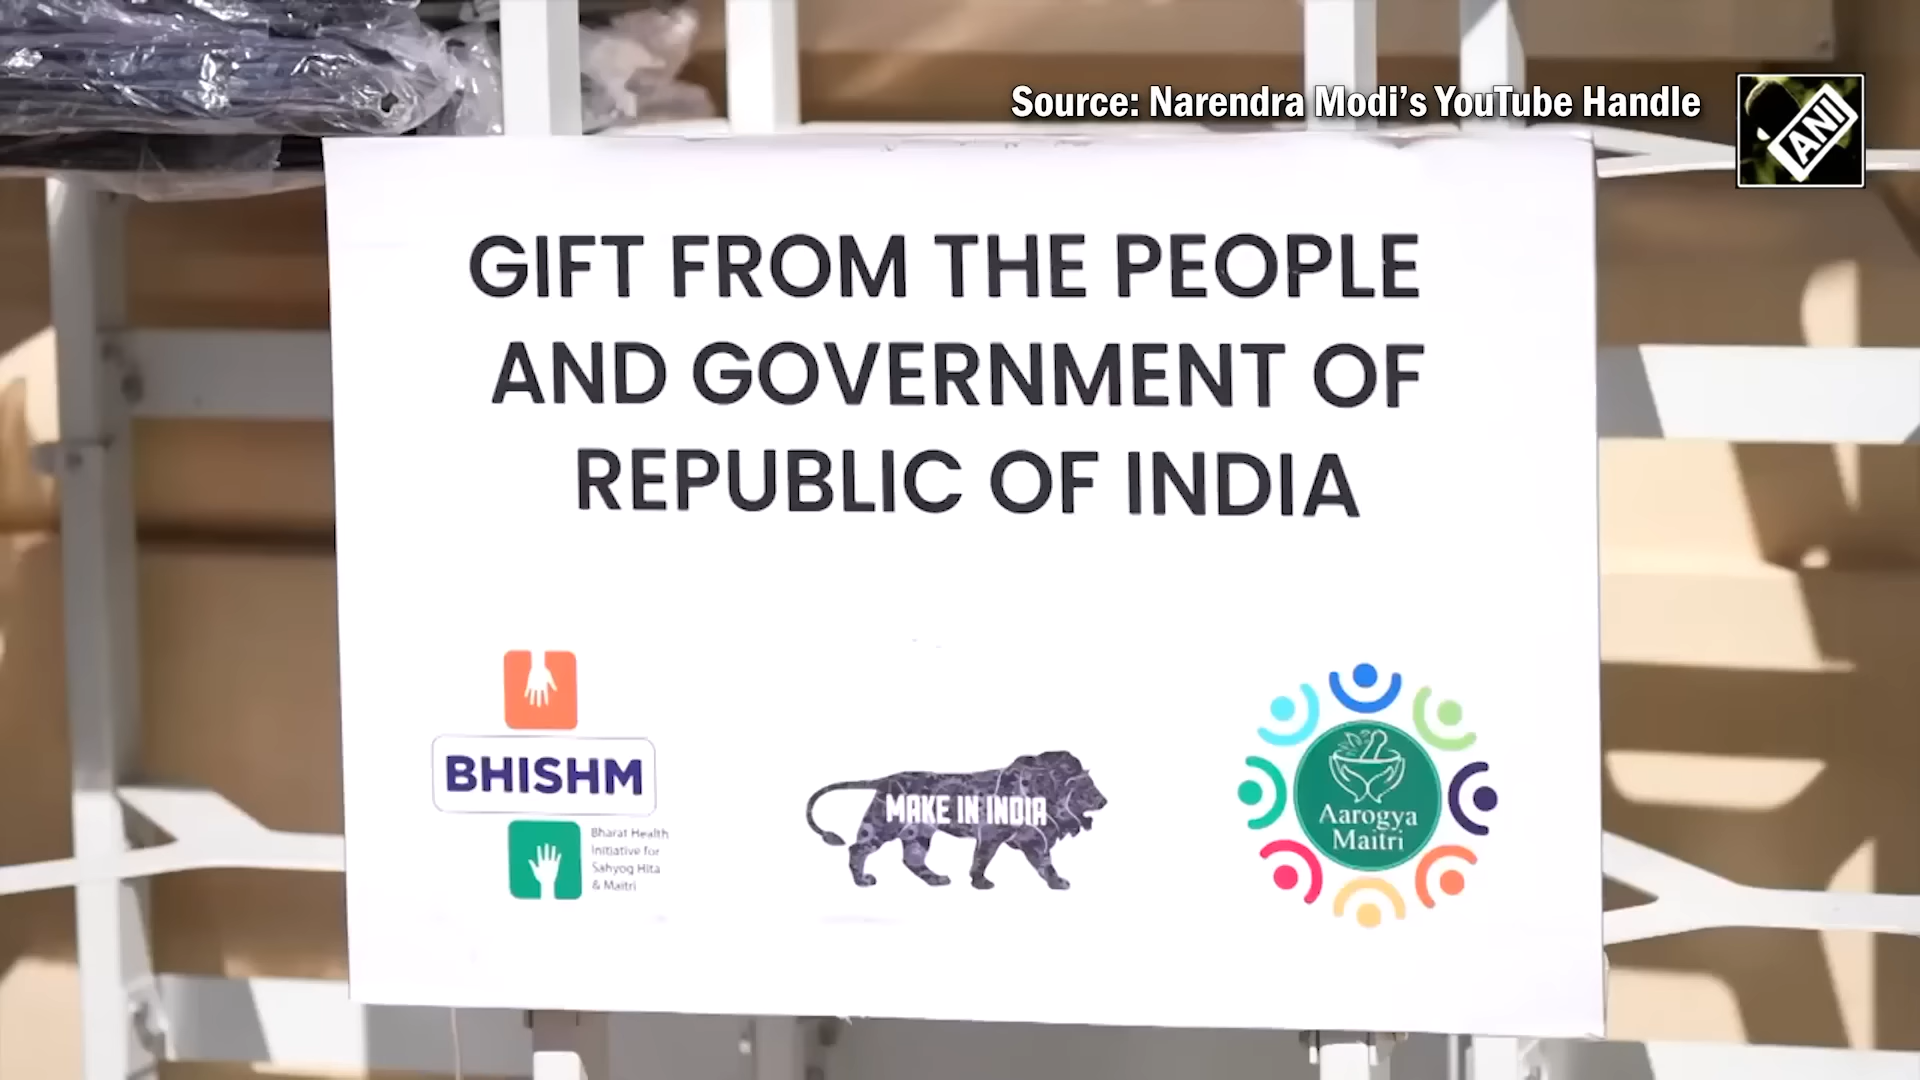 Source: Narendra Modi's YouTube Handle
ANI
GIFT FROM THE PEOPLE
AND GOVERNMENT OF
REPUBLIC OF INDIA
BHISHM
Bharat Health
Initiative for
Sahyog Hita
& Maitri
MAKE IN INDIA
Aarogya
Maitri